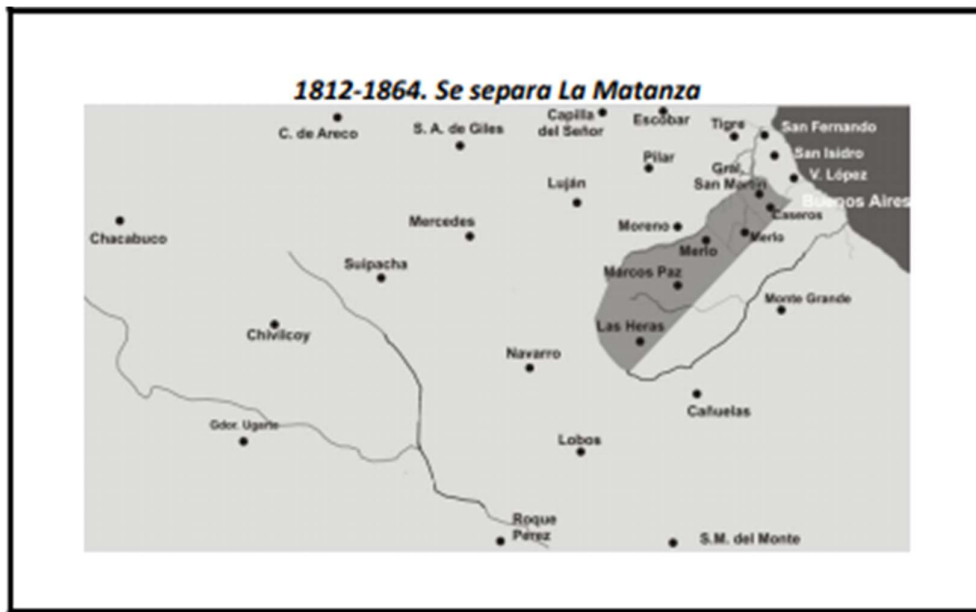 1812-1864. Se separa La Matanza
C. de Areco
S. A. de Giles
Capilla
del Señor
Escobar
Tigre
San Fernando
San Isidro
V. López
Buenos Aires
Pilar
Gral.
San Martín
Caseros
Luján
Moreno
Merlo
Merlo
Mercedes
Chacabuco
Suipacha
Marcos Paz
Monte Grande
Chivilcoy
Las Heras
Navarro
Cañuelas
Gdor. Ugarte
Lobos
Roque
Pérez
S.M. del Monte